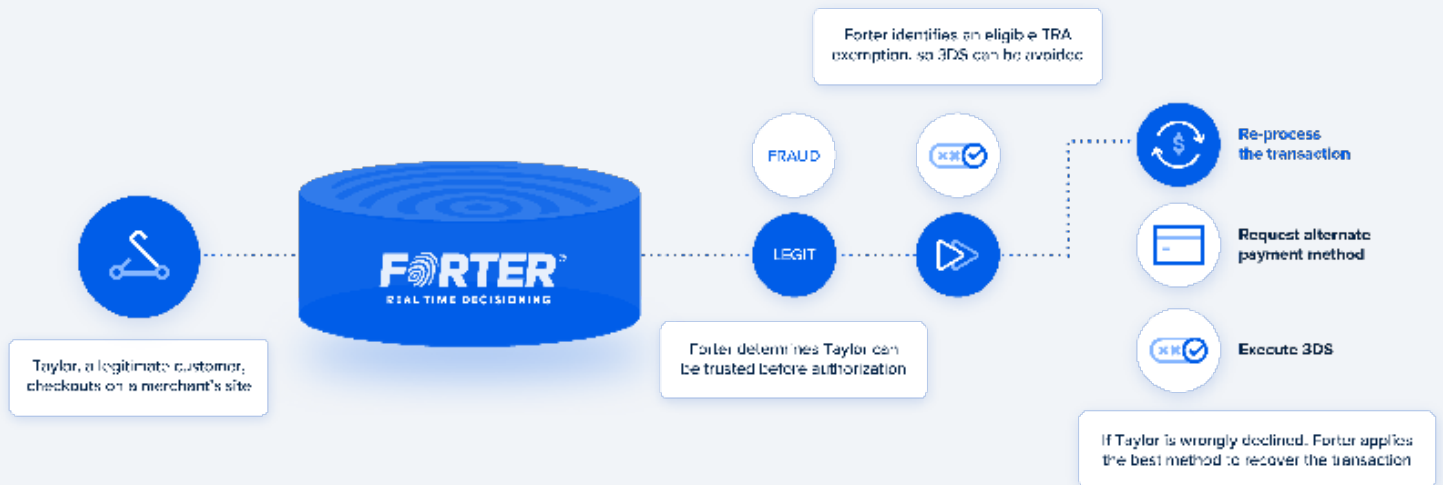 Forter identifies an eligible TRA
exemption, so 3DS can be avoided
FRAUD
Re-process
the transaction
LEGIT
FORTER™
REAL TIME DECISIONING
Request alternate
payment method
Taylor, a legitimate customer,
checkouts on a merchant's site
Forter determines Taylor can
be trusted before authorization
Execute 3DS
If Taylor is wrongly declined, Forter applies
the best method to recover the transaction